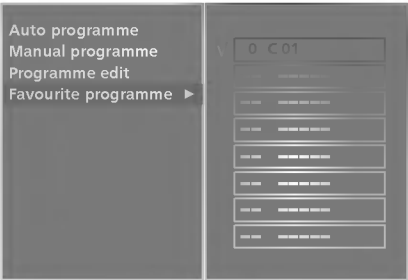 Auto programme
Manual programme
Programme edit
Favourite programme ►
0 C 01
-- -----
-- -----
-- -----
-- -----
-- -----
-- -----
-- -----